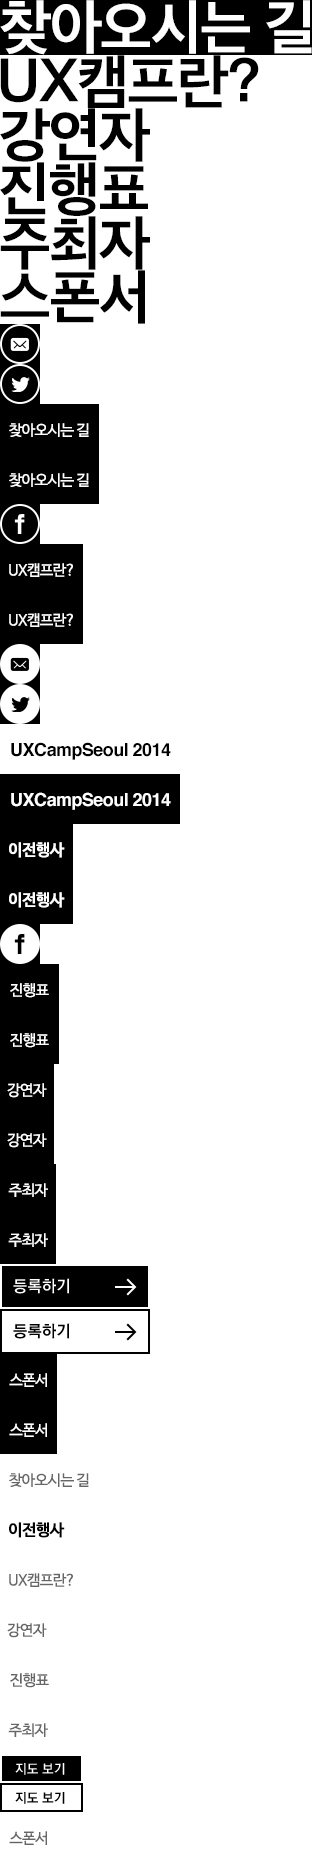 찾아오시는 길
UX캠프란?
강연자
진행표
주최자
스폰서
찾아오시는 길
찾아오시는 길
f
UX캠프란?
UX캠프란?
UXCampSeoul 2014
UXCampSeoul 2014
이전행사
이전행사
f
진행표
진행표
강연자
강연자
주최자
주최자
등록하기
등록하기
스폰서
스폰서
찾아오시는 길
이전행사
UX캠프란?
강연자
진행표
주최자
지도 보기
지도 보기
스폰서